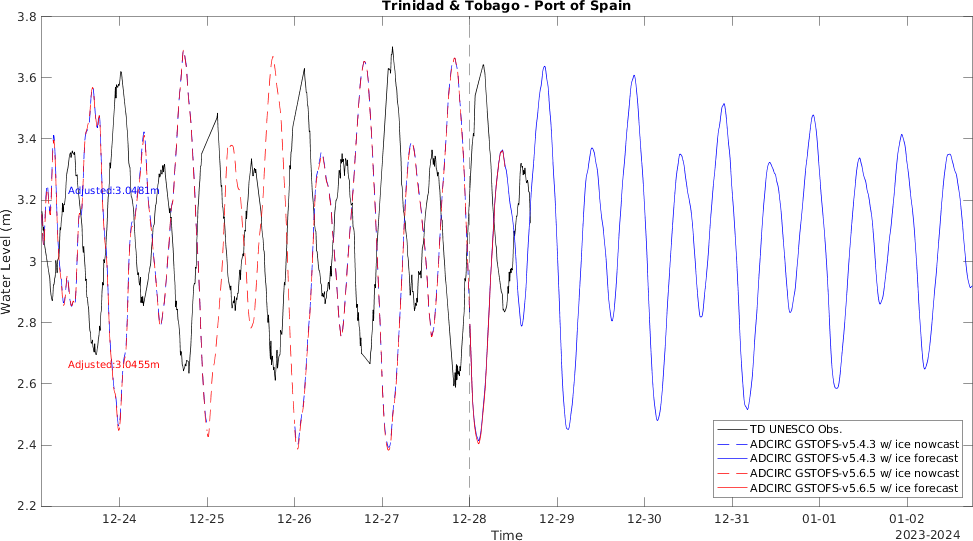 Trinidad & Tobago - Port of Spain
3.8
3.6
3.4
3.2
3
2.8
2.6
2.4
2.2
Water Level (m)
Adjusted:3.0481m
Adjusted:3.0455m
TD UNESCO Obs.
ADCIRC GSTOFS-v5.4.3 w/ ice nowcast
ADCIRC GSTOFS-v5.4.3 w/ ice forecast
ADCIRC GSTOFS-v5.6.5 w/ ice nowcast
ADCIRC GSTOFS-v5.6.5 w/ ice forecast
12-24 12-25 12-26 12-27 12-28 12-29 12-30 12-31 01-01 01-02
Time
2023-2024